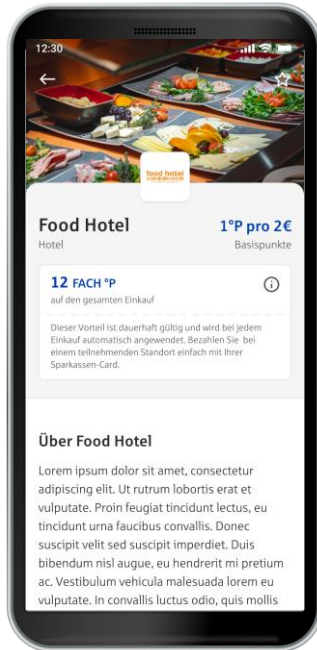 12:30
food hotel
Food Hotel
1°P pro 2€
Hotel
Basispunkte
12 FACH °P
auf den gesamten Einkauf
Dieser Vorteil ist dauerhaft gültig und wird bei jedem
Einkauf automatisch angewendet. Bezahlen Sie bei
einem teilnehmenden Standort einfach mit Ihrer
Sparkassen-Card.
Über Food Hotel
Lorem ipsum dolor sit amet, consectetur
adipiscing elit. Ut rutrum lobortis erat et
vulputate. Proin feugiat tincidunt lectus, eu
tincidunt urna faucibus convallis. Donec
suscipit velit sed suscipit imperdiet. Duis
bibendum nisl augue, eu hendrerit mi pretium
ac. Vestibulum vehicula malesuada lorem eu
vulputate. In convallis luctus odio, quis mollis